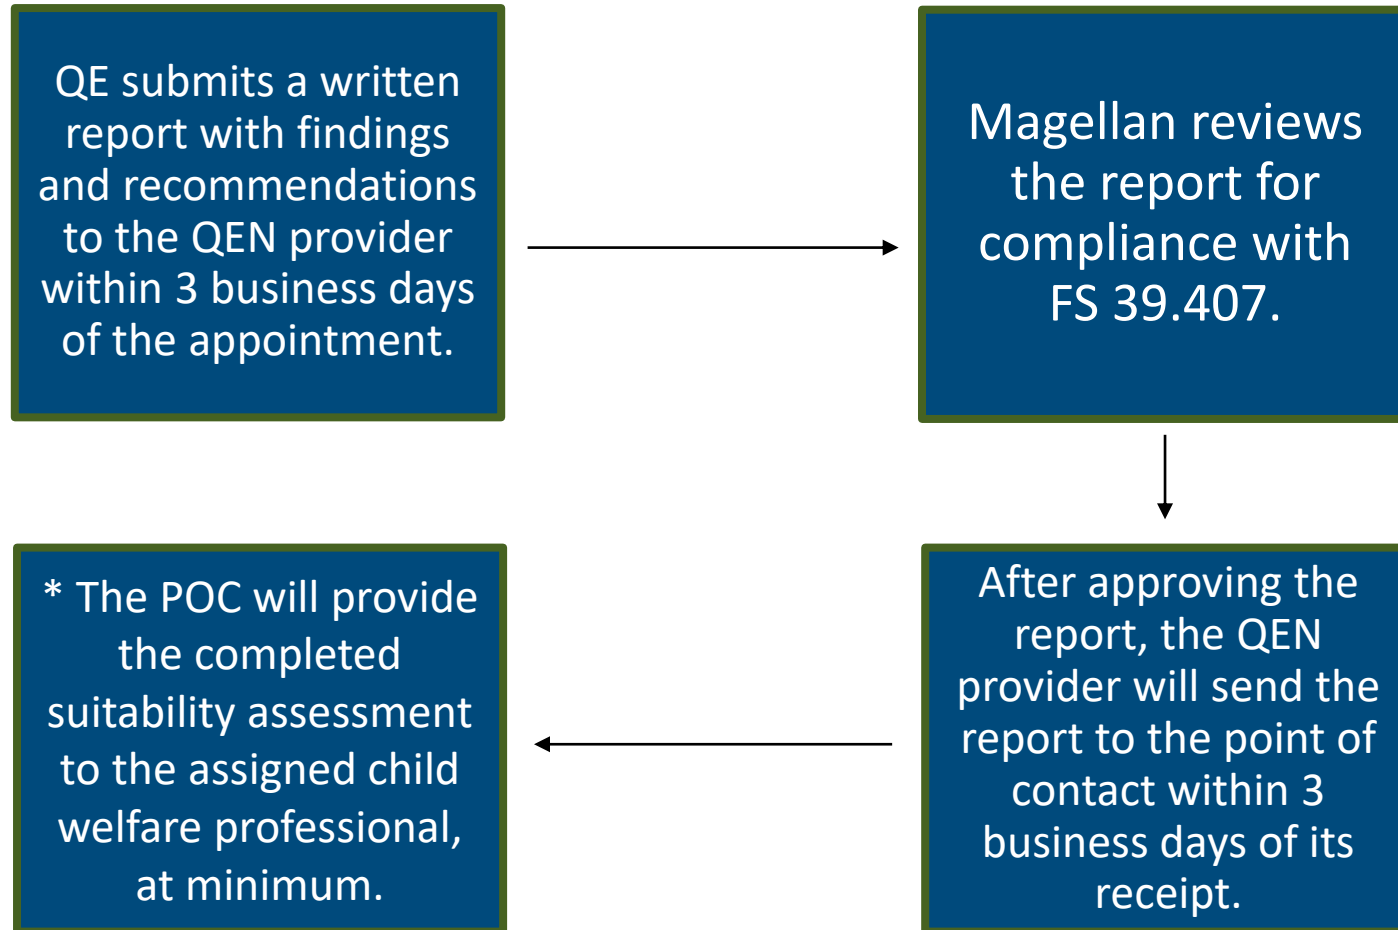 QE submits a written
report with findings
and recommendations
to the QEN provider
within 3 business days
of the appointment.
Magellan reviews
the report for
compliance with
FS 39.407.
After approving the
report, the QEN
provider will send the
report to the point of
contact within 3
business days of its
receipt.
* The POC will provide
the completed
suitability assessment
to the assigned child
welfare professional,
at minimum.